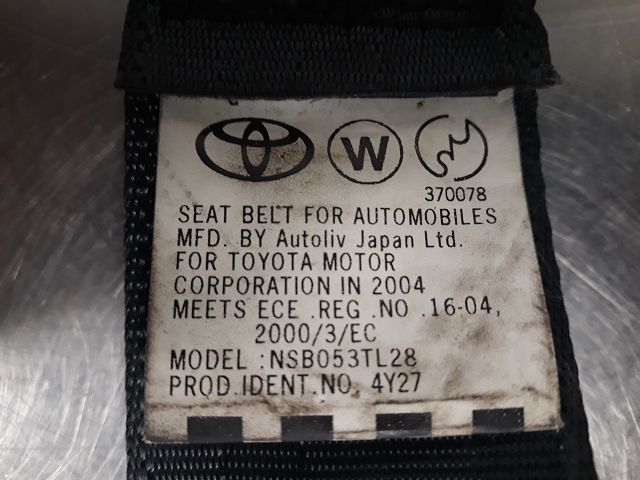 W
370078
SEAT BELT FOR AUTOMOBILES
MFD. BY Autoliv Japan Ltd.
FOR TOYOTA MOTOR
CORPORATION IN 2004
MEETS ECE .REG .NO .16-04,
2000/3/EC
MODEL :NSB053TL28
PROD.IDENT.NO. 4Y27